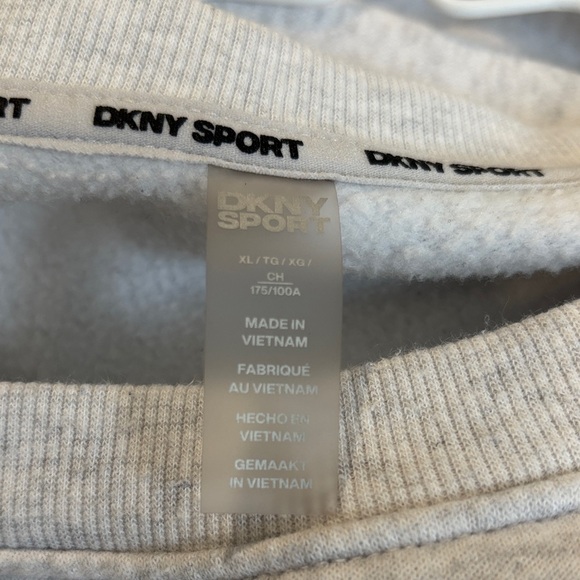 RT DKNY SPORT DKNY SPORT
DKNY
SPORT
XL / TG / XG /
CH
175/100A
MADE IN
VIETNAM
FABRIQUÉ
AU VIETNAM
HECHO EN
VIETNAM
GEMAAKT
IN VIETNAM